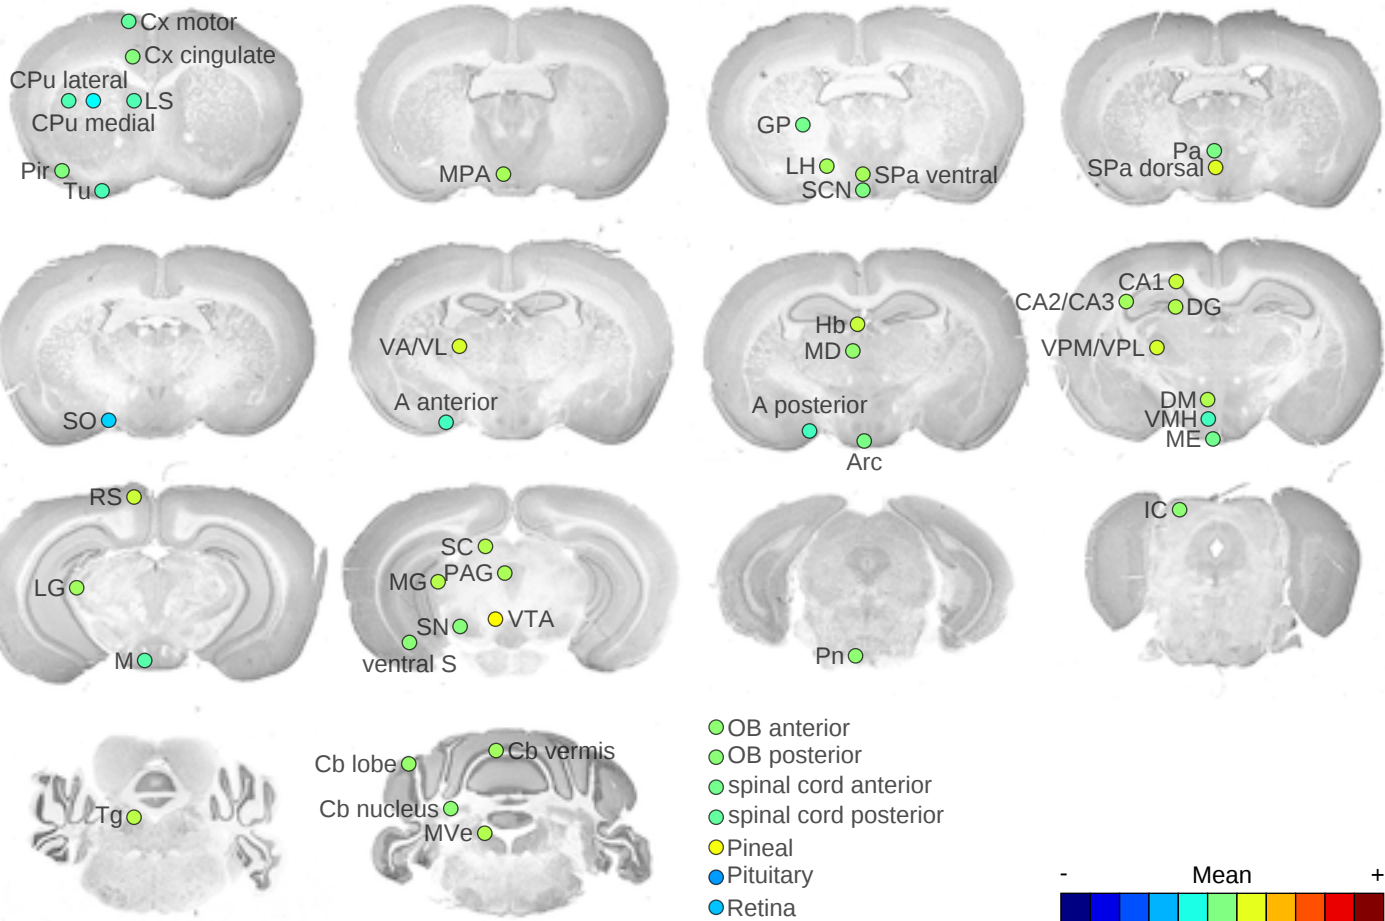 Cx motor
Cx cingulate
CPu lateral
LS
CPu medial
Pir
Tu
MPA
GP
LH
SPa ventral
SCN
Pa
SPa dorsal
SO
VA/VL
A anterior
Hb
MD
A posterior
Arc
CA1
CA2/CA3
DG
VPM/VPL
DM
VMH
ME
RS
LG
M
SC
MG
PAG
SN
VTA
ventral S
Pn
IC
Tg
Cb lobe
Cb vermis
Cb nucleus
MVe
OB anterior
OB posterior
spinal cord anterior
spinal cord posterior
Pineal
Pituitary
Retina
- Mean +